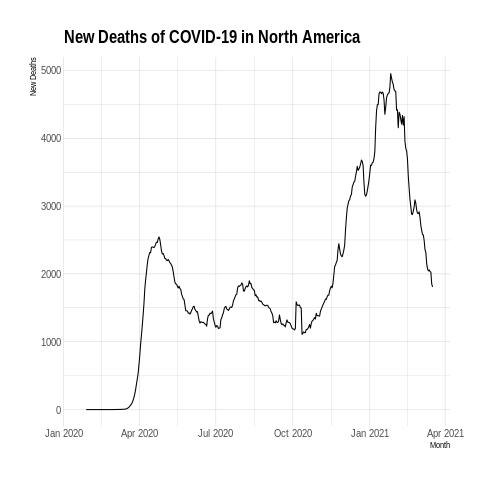 New Deaths of COVID-19 in North America
New Deaths
5000
4000
3000
2000
1000
0
Jan 2020 Apr 2020 Jul 2020 Oct 2020 Jan 2021 Apr 2021
Month